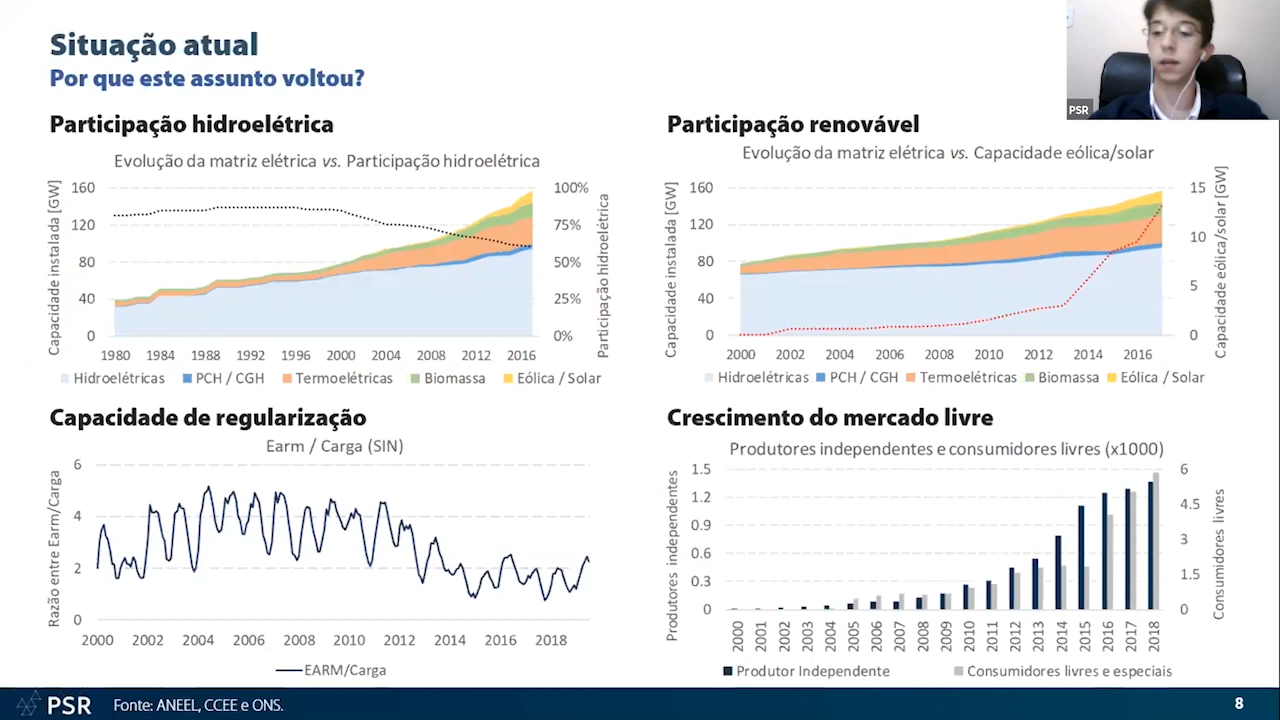 Situação atual
Por que este assunto voltou?
PSR
Participação hidroelétrica
Evolução da matriz elétrica vs. Participação hidroelétrica
Capacidade instalada [GW]
160
120
80
40
0
100%
75%
50%
25%
0%
Participação hidroelétrica
1980 1984 1988 1992 1996 2000 2004 2008 2012 2016
Hidroelétricas PCH / CGH Termoelétricas Biomassa Eólica / Solar
Participação renovável
Evolução da matriz elétrica vs. Capacidade eólica/solar
Capacidade instalada [GW]
160
120
80
40
0
15
10
5
0
Capacidade eólica/solar [GW]
2000 2002 2004 2006 2008 2010 2012 2014 2016
Hidroelétricas PCH / CGH Termoelétricas Biomassa Eólica / Solar
Capacidade de regularização
Earm / Carga (SIN)
Razão entre Earm/Carga
6
4
2
0
2000 2002 2004 2006 2008 2010 2012 2014 2016 2018
EARM/Carga
Crescimento do mercado livre
Produtores independentes e consumidores livres (x1000)
Produtores independentes
1.5
1.2
0.9
0.6
0.3
0
6
4.5
3
1.5
0
Consumidores livres
2000 2001 2002 2003 2004 2005 2006 2007 2008 2009 2010 2011 2012 2013 2014 2015 2016 2017 2018
Produtor Independente Consumidores livres e especiais
PSR Fonte: ANEEL, CCEE e ONS. 8